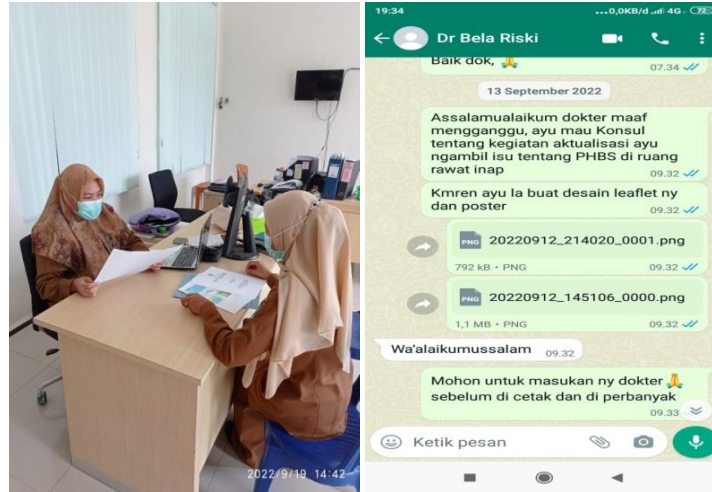 2022/9/19 14:42
19:34
...0,0KB/d 4G 72
Dr Bela Riski
Baik dok, 🙏
07.34
13 September 2022
Assalamualaikum dokter maaf
mengganggu, ayu mau Konsul
tentang kegiatan aktualisasi ayu
ngambil isu tentang PHBS di ruang
rawat inap
09.32
Kmren ayu la buat desain leaflet ny
dan poster
09.32
PNG 20220912_214020_0001.png
792 kB • PNG 09.32
PNG 20220912_145106_0000.png
1,1 MB • PNG 09.32
Wa'alaikumussalam 09.32
Mohon untuk masukan ny dokter 🙏
sebelum di cetak dan di perbanyak
09.33
Ketik pesan